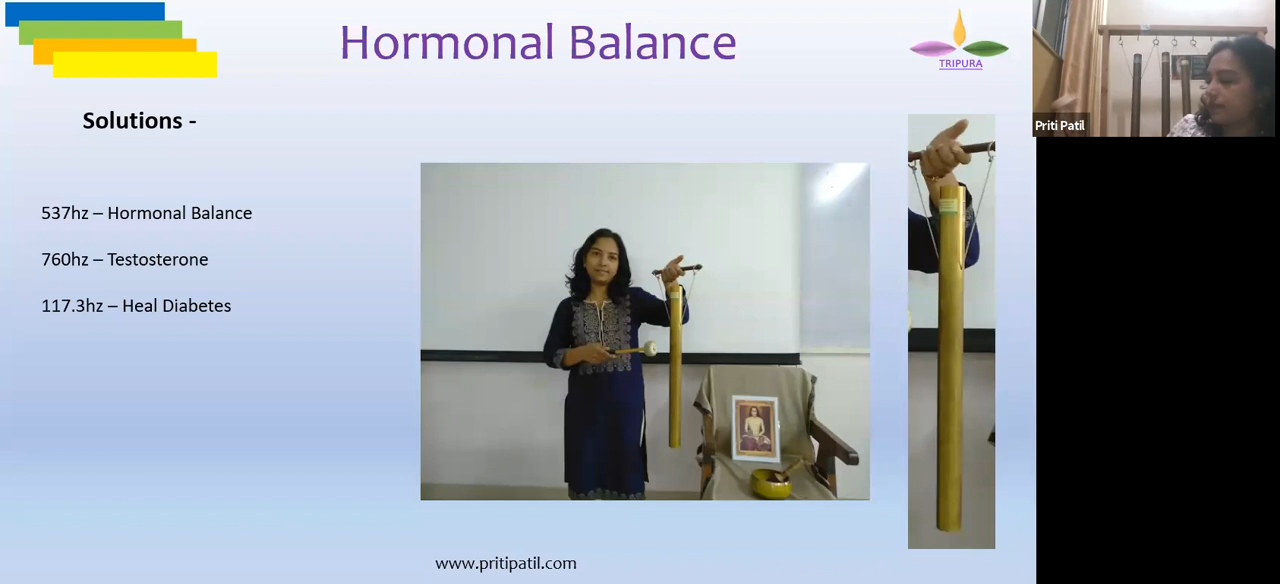 Hormonal Balance
TRIPURA
Priti Patil
Solutions -
537hz – Hormonal Balance
760hz – Testosterone
117.3hz – Heal Diabetes
www.pritipatil.com